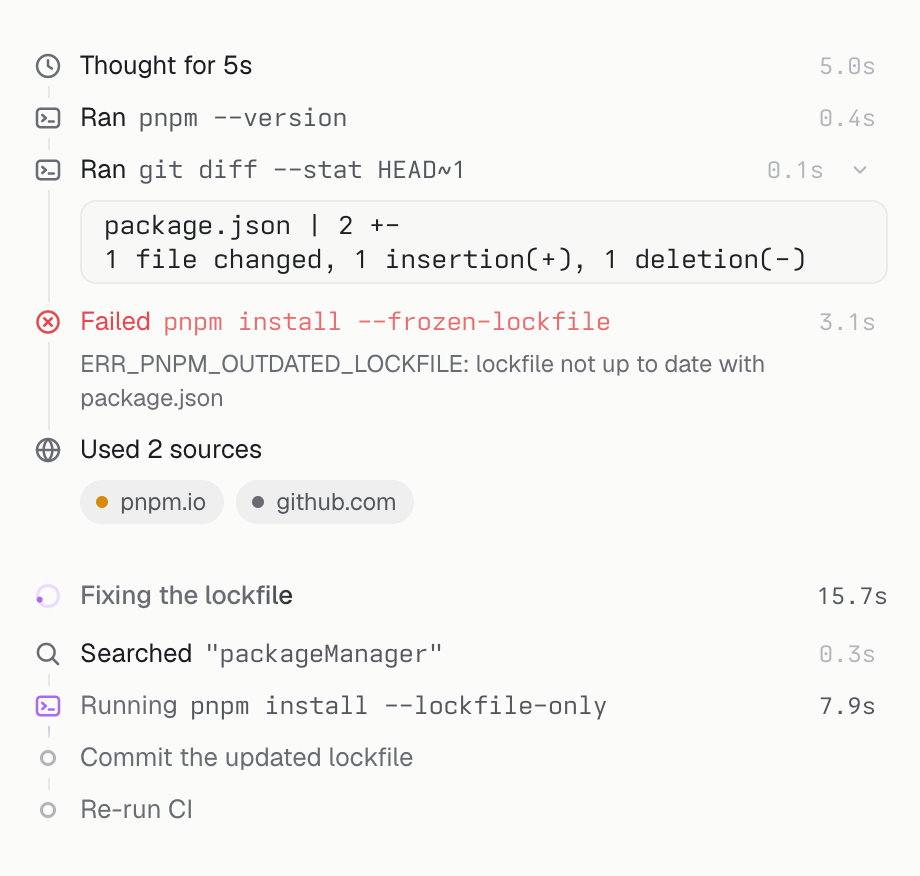 Thought for 5s 5.0s
Ran pnpm --version 0.4s
Ran git diff --stat HEAD~1 0.1s
package.json | 2 +-
1 file changed, 1 insertion(+), 1 deletion(-)
Failed pnpm install --frozen-lockfile 3.1s
ERR_PNPM_OUTDATED_LOCKFILE: lockfile not up to date with
package.json
Used 2 sources
pnpm.io github.com
Fixing the lockfile 15.7s
Searched "packageManager" 0.3s
Running pnpm install --lockfile-only 7.9s
Commit the updated lockfile
Re-run CI